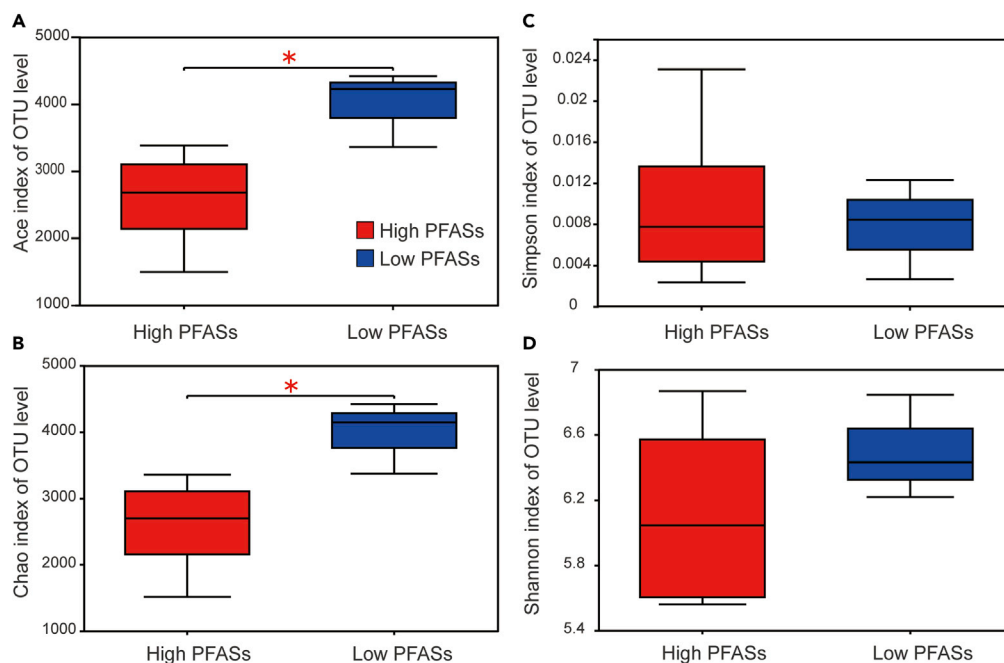 A
Ace index of OTU level
5000
4000
3000
2000
1000
*
High PFASs
Low PFASs
High PFASs
Low PFASs
B
Chao index of OTU level
5000
4000
3000
2000
1000
*
High PFASs
Low PFASs
C
Simpson index of OTU level
0.024
0.02
0.016
0.012
0.008
0.004
0
High PFASs
Low PFASs
D
Shannon index of OTU level
7
6.6
6.2
5.8
5.4
High PFASs
Low PFASs